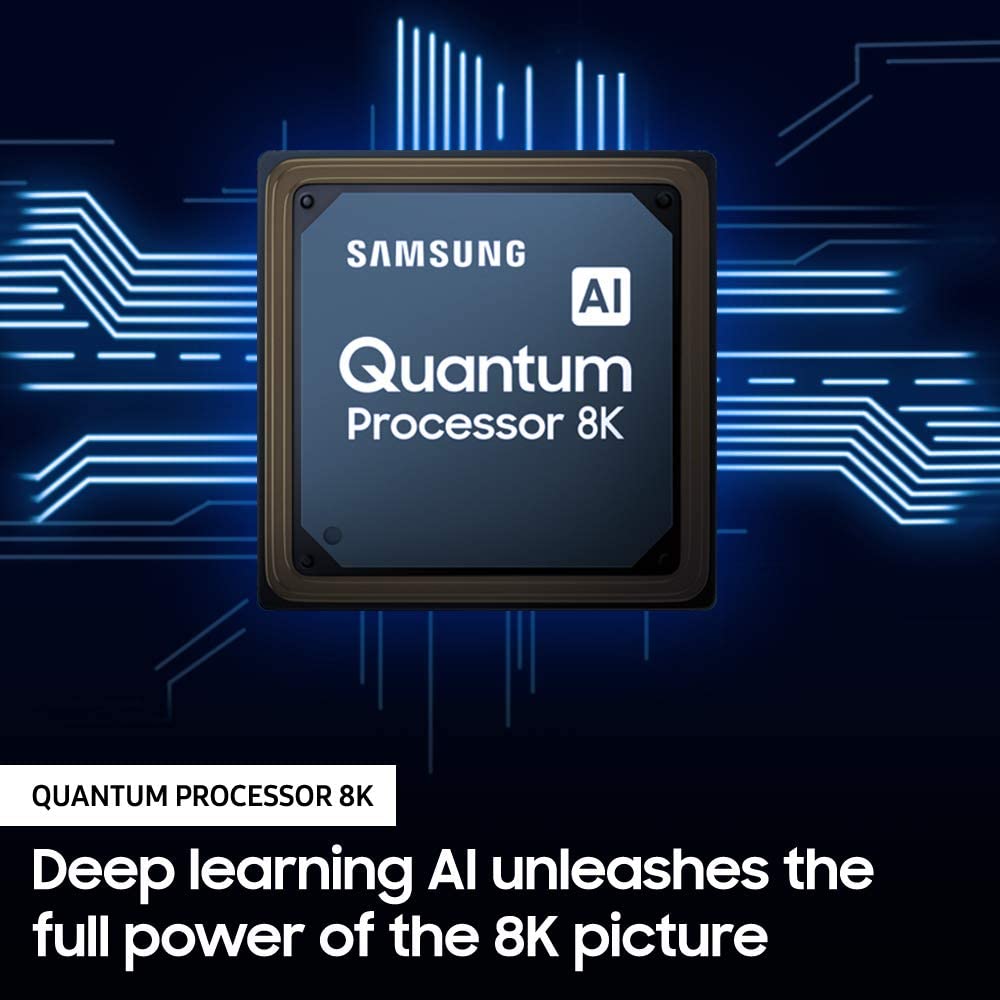 SAMSUNG
AI
Quantum
Processor 8K
QUANTUM PROCESSOR 8K
Deep learning AI unleashes the
full power of the 8K picture